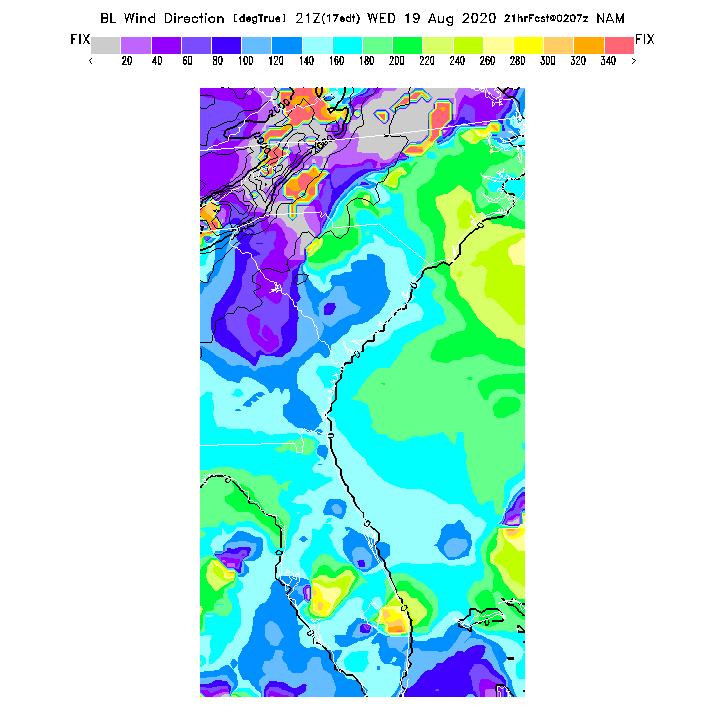 BL Wind Direction [degTrue] 21Z(17edt) WED 19 Aug 2020 21hrFcst@0207z NAM
FIX FIX
< 20 40 60 80 100 120 140 160 180 200 220 240 260 280 300 320 340 >